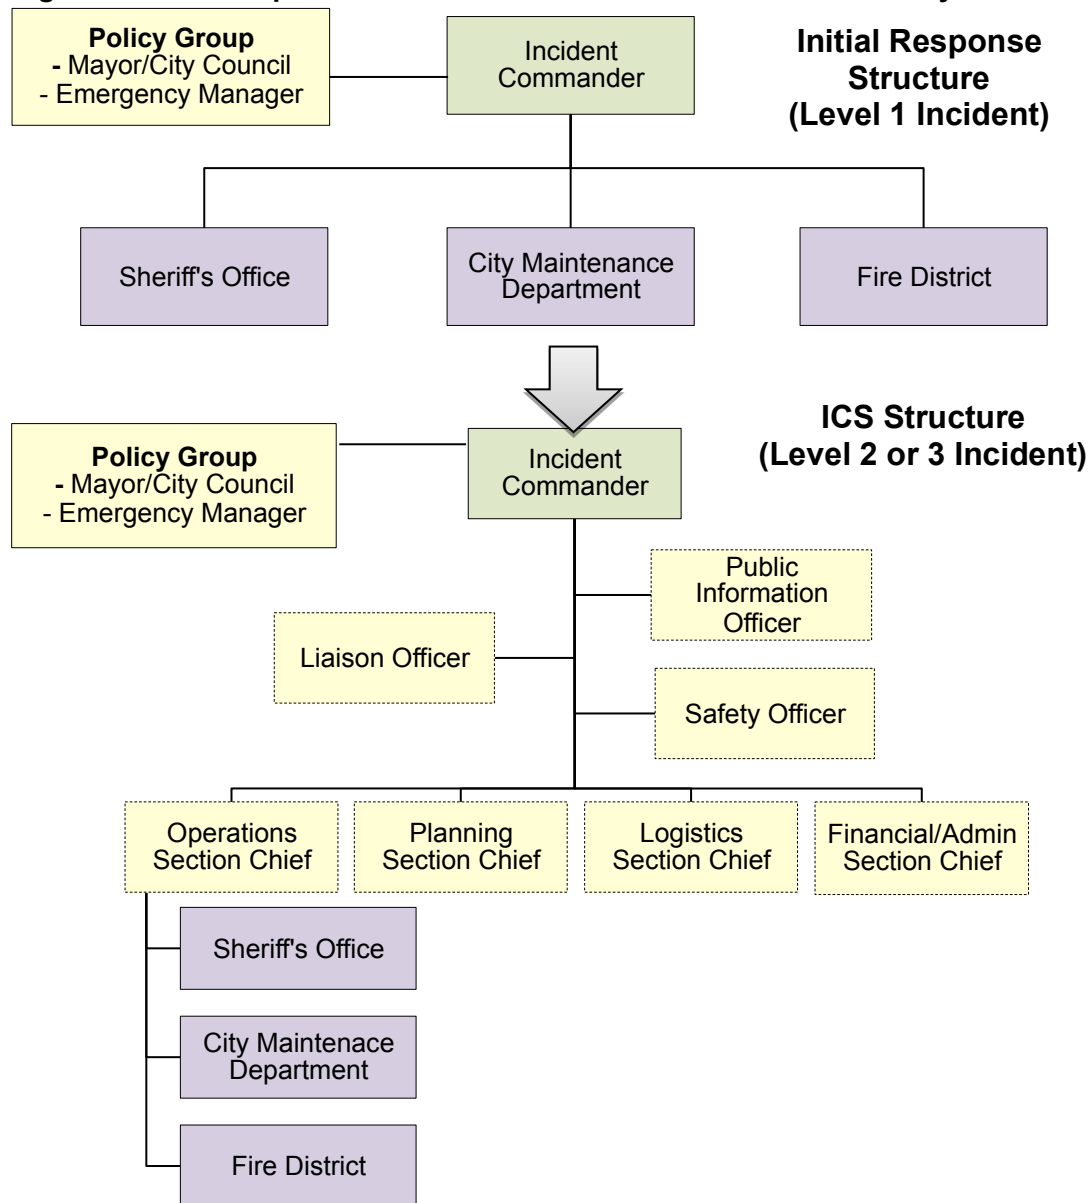 Policy Group
- Mayor/City Council
- Emergency Manager
Incident
Commander
Initial Response
Structure
(Level 1 Incident)
Sheriff's Office
City Maintenance
Department
Fire District
ICS Structure
(Level 2 or 3 Incident)
Policy Group
- Mayor/City Council
- Emergency Manager
Incident
Commander
Public
Information
Officer
Liaison Officer
Safety Officer
Operations
Section Chief
Planning
Section Chief
Logistics
Section Chief
Financial/Admin
Section Chief
Sheriff's Office
City Maintenace
Department
Fire District